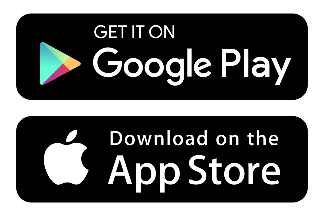 GET IT ON
Google Play
Download on the
App Store